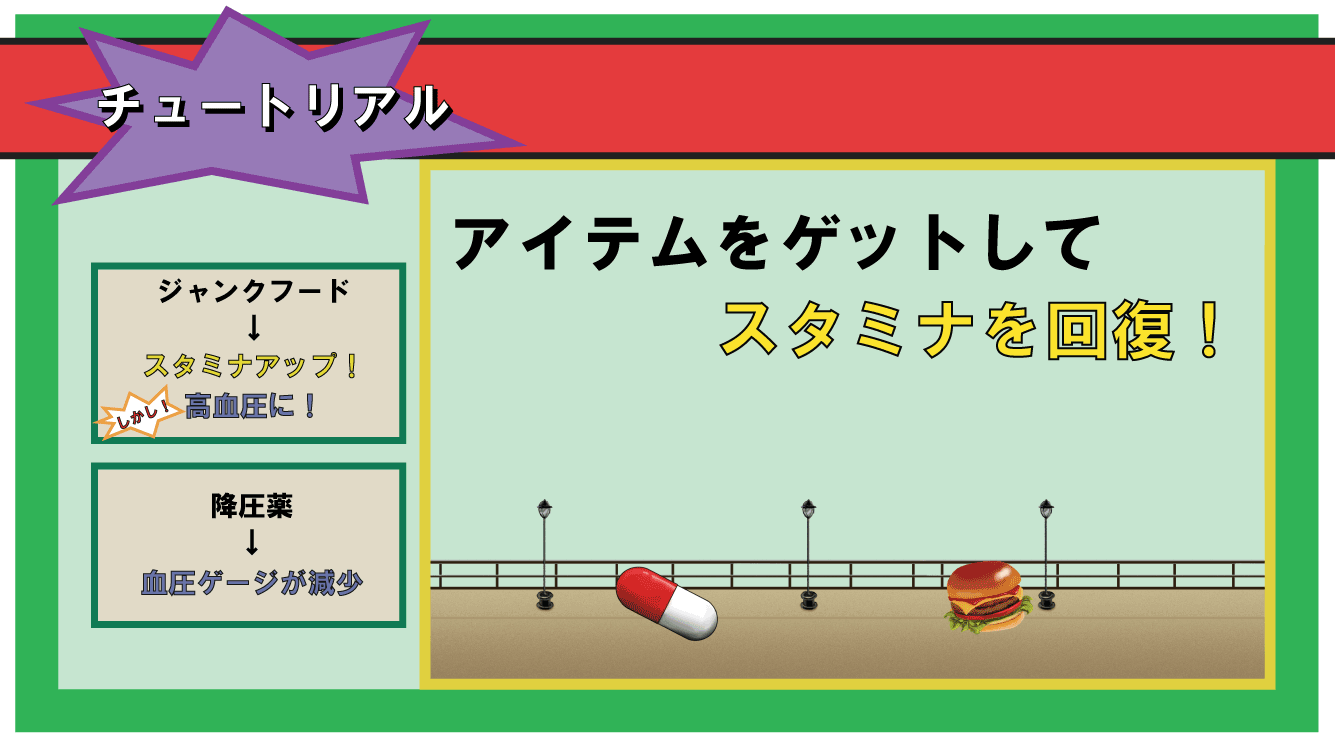 チュートリアル
アイテムをゲットして
スタミナを回復！
ジャンクフード
↓
スタミナアップ！
しかし！
高血圧に！
降圧薬
↓
血圧ゲージが減少